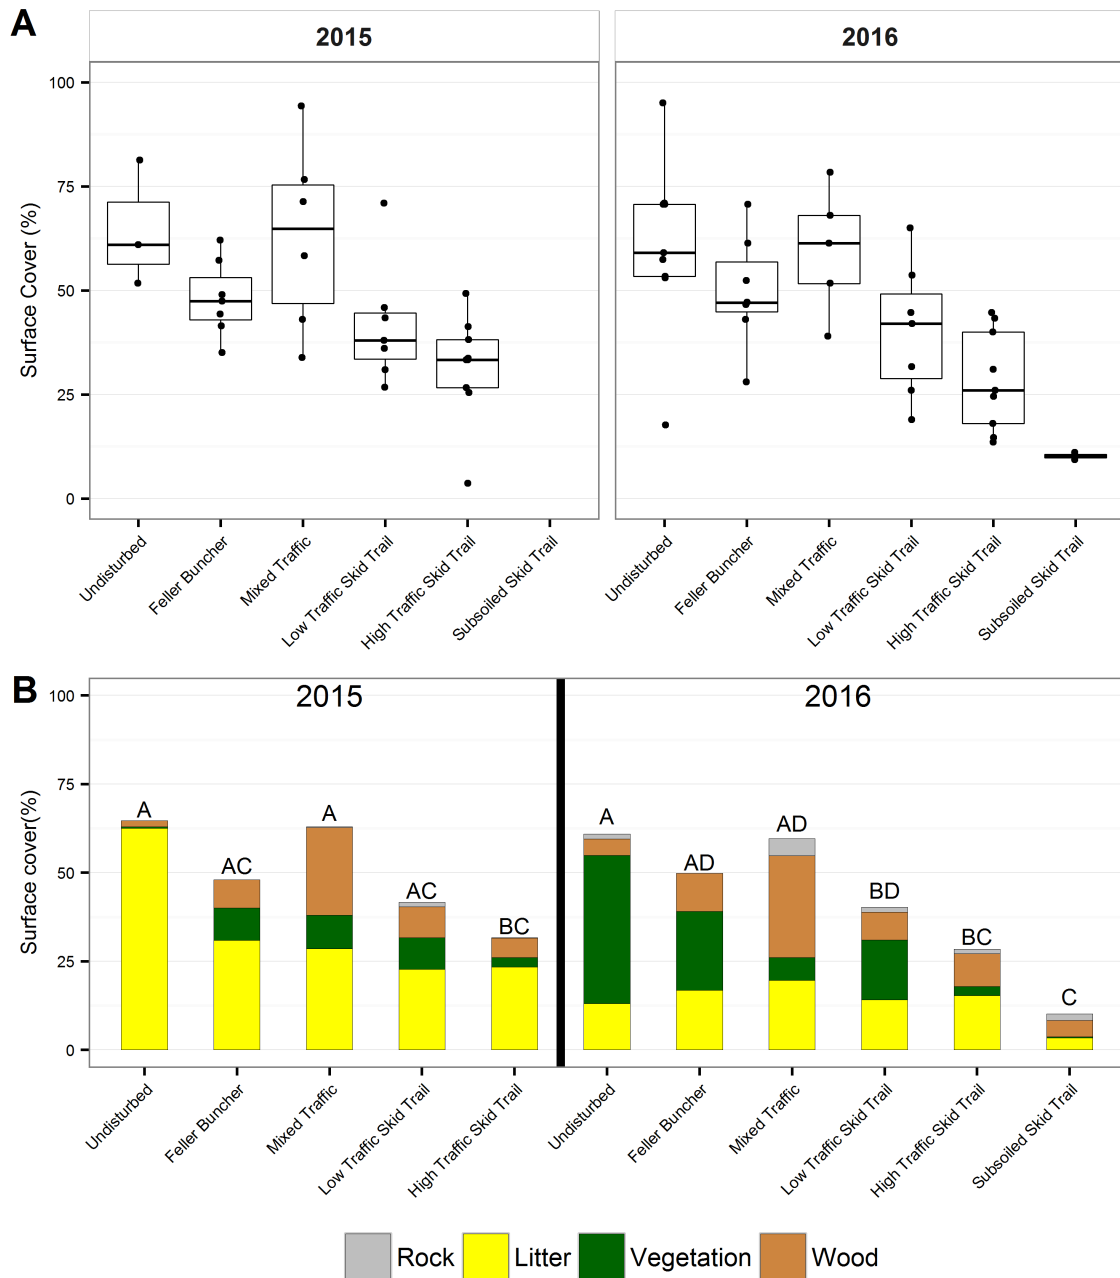 A
2015
2016
Surface Cover (%)
100
75
50
25
0
Undisturbed
Feller Buncher
Mixed Traffic
Low Traffic Skid Trail
High Traffic Skid Trail
Subsoiled Skid Trail
Undisturbed
Feller Buncher
Mixed Traffic
Low Traffic Skid Trail
High Traffic Skid Trail
Subsoiled Skid Trail
B
2015
2016
Surface cover(%)
100
75
50
25
0
A
AC
A
AC
BC
A
AD
AD
BD
BC
C
Undisturbed
Feller Buncher
Mixed Traffic
Low Traffic Skid Trail
High Traffic Skid Trail
Undisturbed
Feller Buncher
Mixed Traffic
Low Traffic Skid Trail
High Traffic Skid Trail
Subsoiled Skid Trail
Rock Litter Vegetation Wood